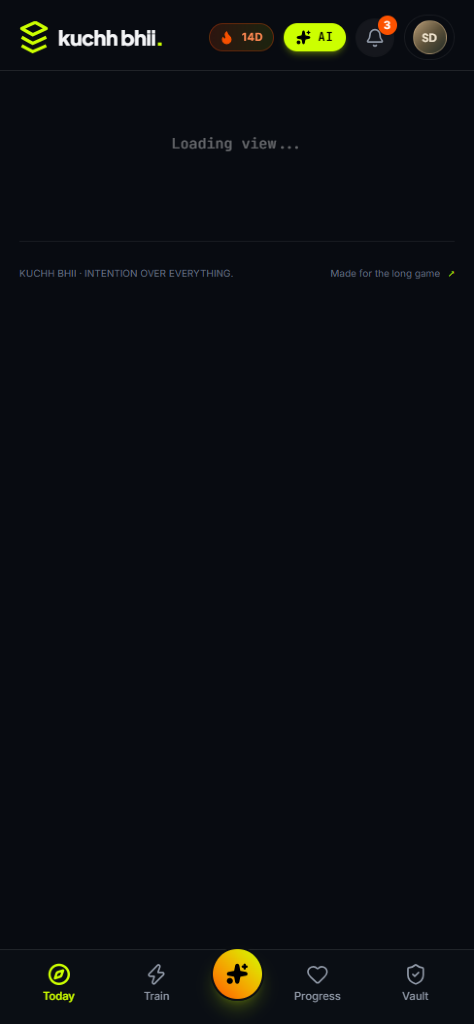 kuchh bhii.
14D
AI
3
SD
Loading view...
KUCHH BHII · INTENTION OVER EVERYTHING.
Made for the long game ↗
Today
Train
Progress
Vault